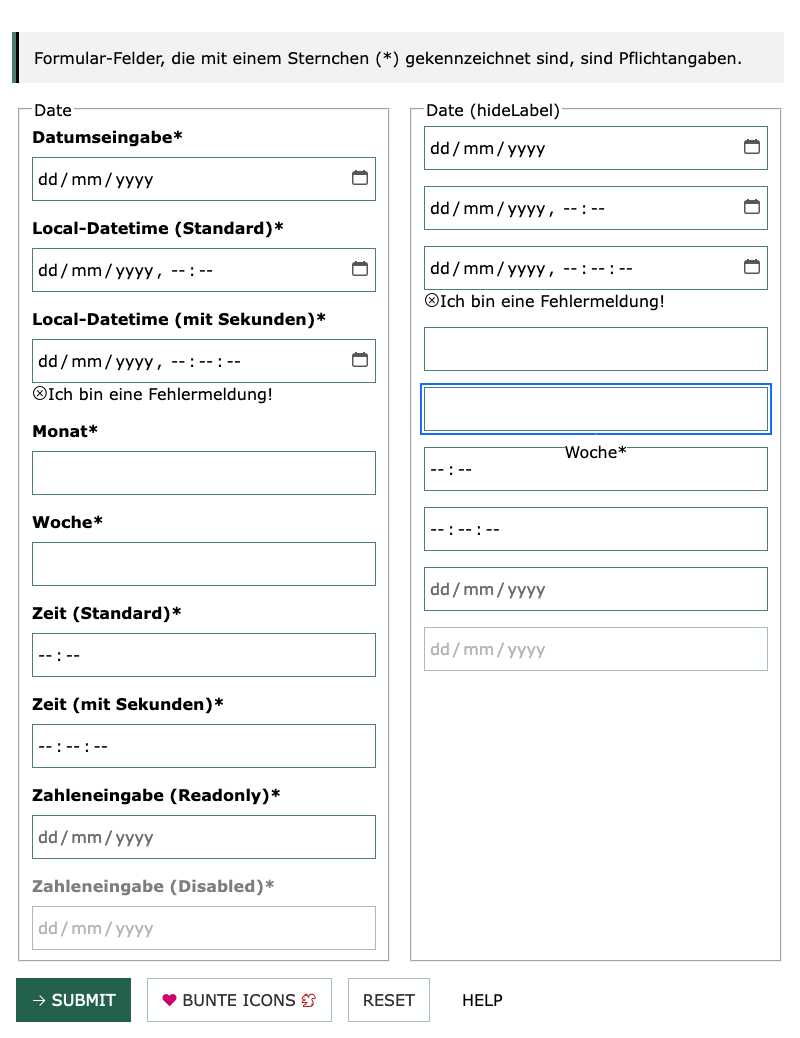 Formular-Felder, die mit einem Sternchen (*) gekennzeichnet sind, sind Pflichtangaben.
Date
Datumseingabe*
dd/mm/yyyy
Local-Datetime (Standard)*
dd/mm/yyyy, --:--
Local-Datetime (mit Sekunden)*
dd/mm/yyyy, --:--:--
Ich bin eine Fehlermeldung!
Monat*
Woche*
Zeit (Standard)*
--:--
Zeit (mit Sekunden)*
--:--:--
Zahleneingabe (Readonly)*
dd/mm/yyyy
Zahleneingabe (Disabled)*
dd/mm/yyyy
Date (hideLabel)
dd/mm/yyyy
dd/mm/yyyy, --:--
dd/mm/yyyy, --:--:--
Ich bin eine Fehlermeldung!
Woche*
--:--
--:--:--
dd/mm/yyyy
dd/mm/yyyy
SUBMIT
BUNTE ICONS
RESET
HELP